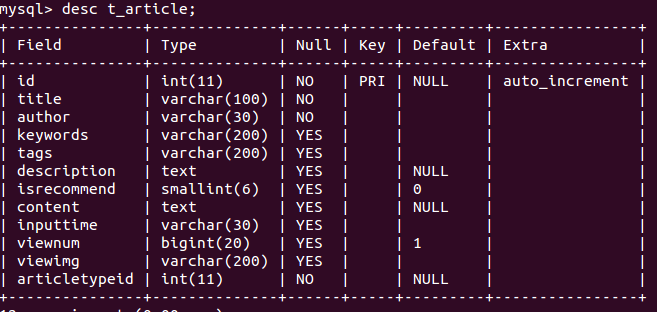 mysql> desc t_article;
+--------------+--------------+------+-----+---------+----------------+
| Field        | Type         | Null | Key | Default | Extra          |
+--------------+--------------+------+-----+---------+----------------+
| id           | int(11)      | NO   | PRI | NULL    | auto_increment |
| title        | varchar(100) | NO   |     |         |                |
| author       | varchar(30)  | NO   |     |         |                |
| keywords     | varchar(200) | YES  |     |         |                |
| tags         | varchar(200) | YES  |     |         |                |
| description  | text         | YES  |     | NULL    |                |
| isrecommend  | smallint(6)  | YES  |     | 0       |                |
| content      | text         | YES  |     | NULL    |                |
| inputtime    | varchar(30)  | YES  |     |         |                |
| viewnum      | bigint(20)   | YES  |     | 1       |                |
| viewimg      | varchar(200) | YES  |     |         |                |
| articletypeid | int(11)      | NO   |     | NULL    |                |
+--------------+--------------+------+-----+---------+----------------+